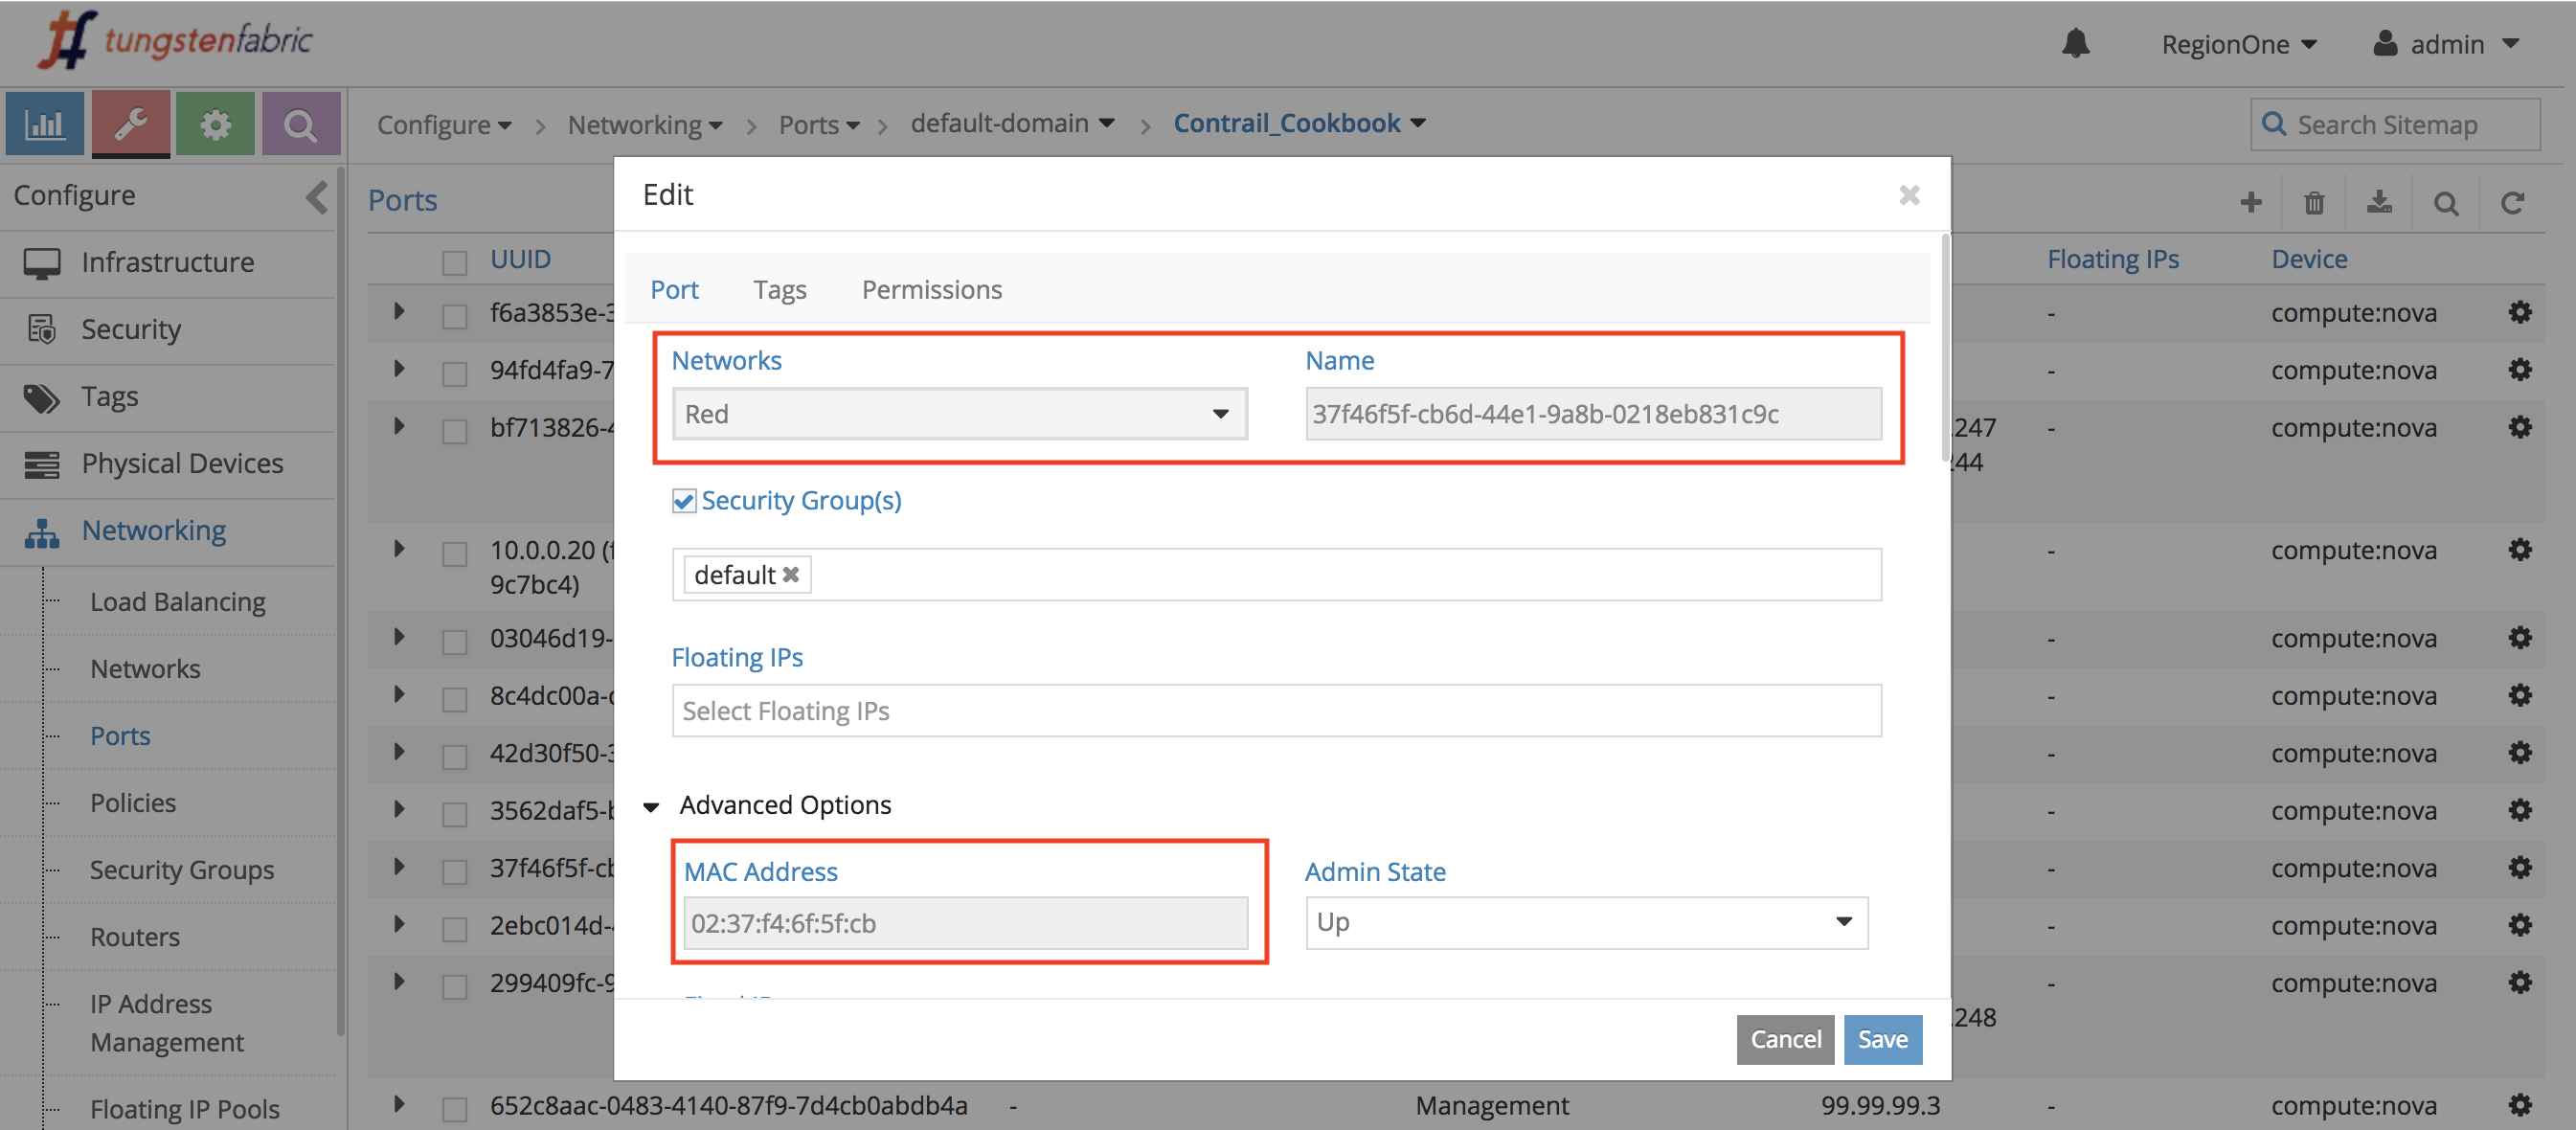 tungstenfabric
RegionOne
admin
Configure
Networking
Ports
default-domain
Contrail_Cookbook
Search Sitemap
Configure
Infrastructure
Security
Tags
Physical Devices
Networking
Load Balancing
Networks
Ports
Policies
Security Groups
Routers
IP Address
Management
Floating IP Pools
Ports
UUID
Floating IPs
Device
f6a3853e-3
- compute:nova
94fd4fa9-7
- compute:nova
bf713826-4
.247 - compute:nova
244
10.0.0.20 (f
- compute:nova
9c7bc4)
03046d19-
- compute:nova
8c4dc00a-c
- compute:nova
42d30f50-3
- compute:nova
3562daf5-b
- compute:nova
37f46f5f-cb
- compute:nova
2ebc014d-4
- compute:nova
299409fc-9
- compute:nova
.248
652c8aac-0483-4140-87f9-7d4cb0abdb4a - Management 99.99.99.3 - compute:nova
Edit
Port Tags Permissions
Networks Name
Red 37f46f5f-cb6d-44e1-9a8b-0218eb831c9c
Security Group(s)
default
Floating IPs
Select Floating IPs
Advanced Options
MAC Address Admin State
02:37:f4:6f:5f:cb Up
Cancel Save